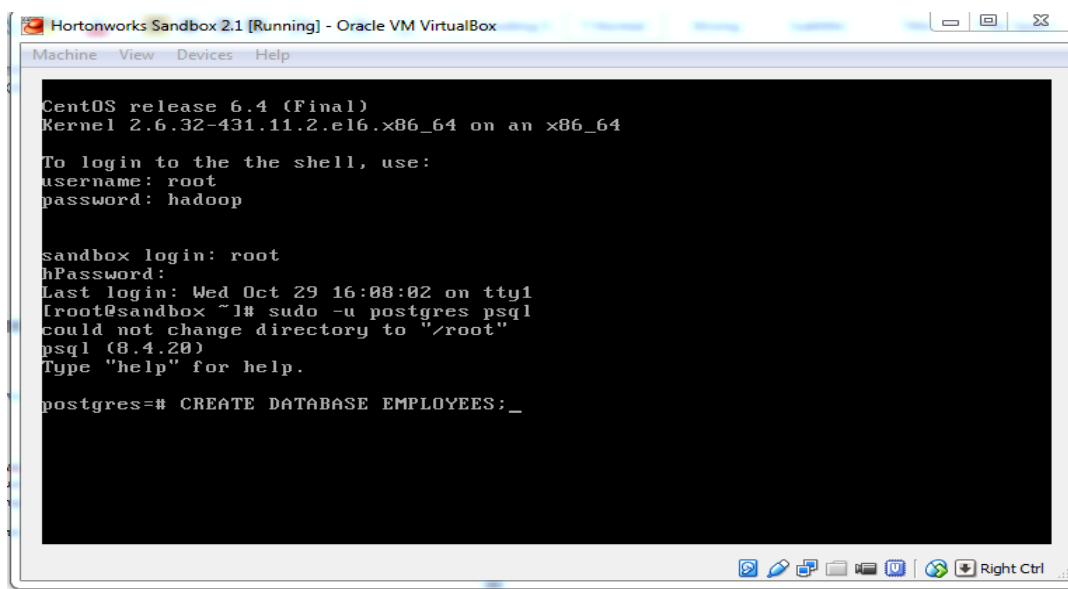 Hortonworks Sandbox 2.1 [Running] - Oracle VM VirtualBox
Machine View Devices Help
CentOS release 6.4 (Final)
Kernel 2.6.32-431.11.2.el6.x86_64 on an x86_64
To login to the the shell, use:
username: root
password: hadoop
sandbox login: root
hPassword:
Last login: Wed Oct 29 16:08:02 on tty1
[root@sandbox ~]# sudo -u postgres psql
could not change directory to "/root"
psql (8.4.20)
Type "help" for help.
postgres=# CREATE DATABASE EMPLOYEES;_
Right Ctrl